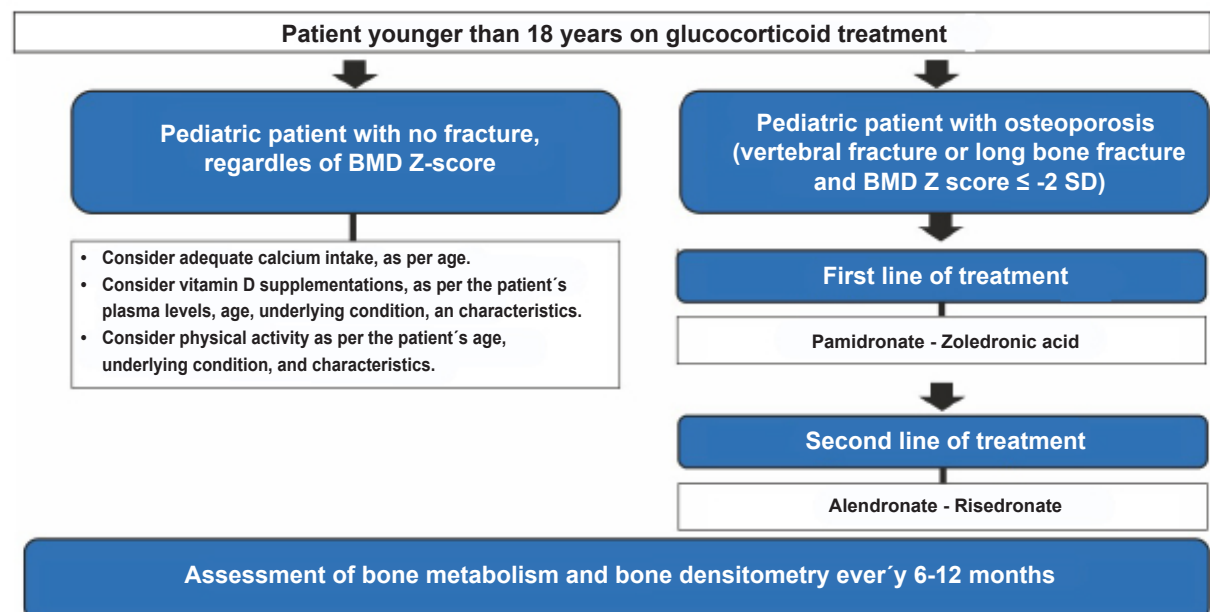 Patient younger than 18 years on glucocorticoid treatment
Pediatric patient with no fracture,
regardles of BMD Z-score
• Consider adequate calcium intake, as per age.
• Consider vitamin D supplementations, as per the patient´s
plasma levels, age, underlying condition, an characteristics.
• Consider physical activity as per the patient´s age,
underlying condition, and characteristics.
Pediatric patient with osteoporosis
(vertebral fracture or long bone fracture
and BMD Z score ≤ -2 SD)
First line of treatment
Pamidronate - Zoledronic acid
Second line of treatment
Alendronate - Risedronate
Assessment of bone metabolism and bone densitometry ever´y 6-12 months